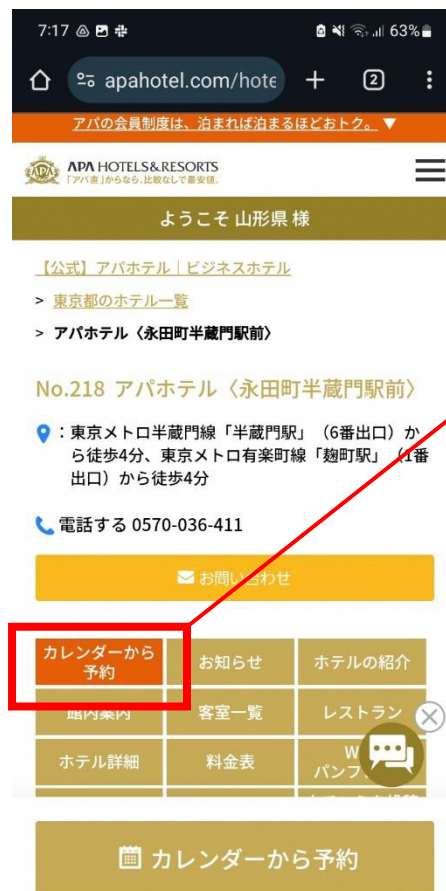 7:17
63%
apahotel.com/hote
2
アパの会員制度は、泊まれば泊まるほどおトク。▼
APA HOTELS&RESORTS
「アパ直」からなら、比較なしで最安値。
ようこそ 山形県 様
【公式】アパホテル｜ビジネスホテル
> 東京都のホテル一覧
> アパホテル〈永田町半蔵門駅前〉
No.218 アパホテル〈永田町半蔵門駅前〉
：東京メトロ半蔵門線「半蔵門駅」（6番出口）か
ら徒歩4分、東京メトロ有楽町線「麹町駅」（1番
出口）から徒歩4分
電話する 0570-036-411
お問い合わせ
カレンダーから
予約
お知らせ
ホテルの紹介
館内案内
客室一覧
レストラン
ホテル詳細
料金表
W
パンフ
カレンダーから予約